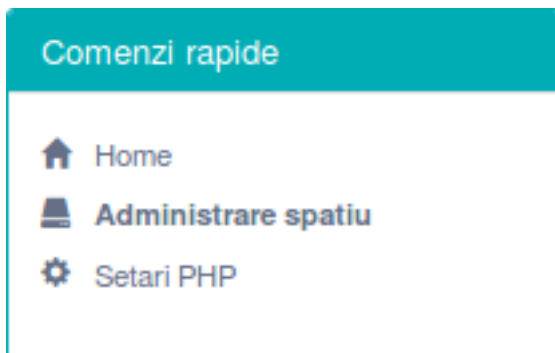 Comenzi rapide
Home
Administrare spatiu
Setari PHP